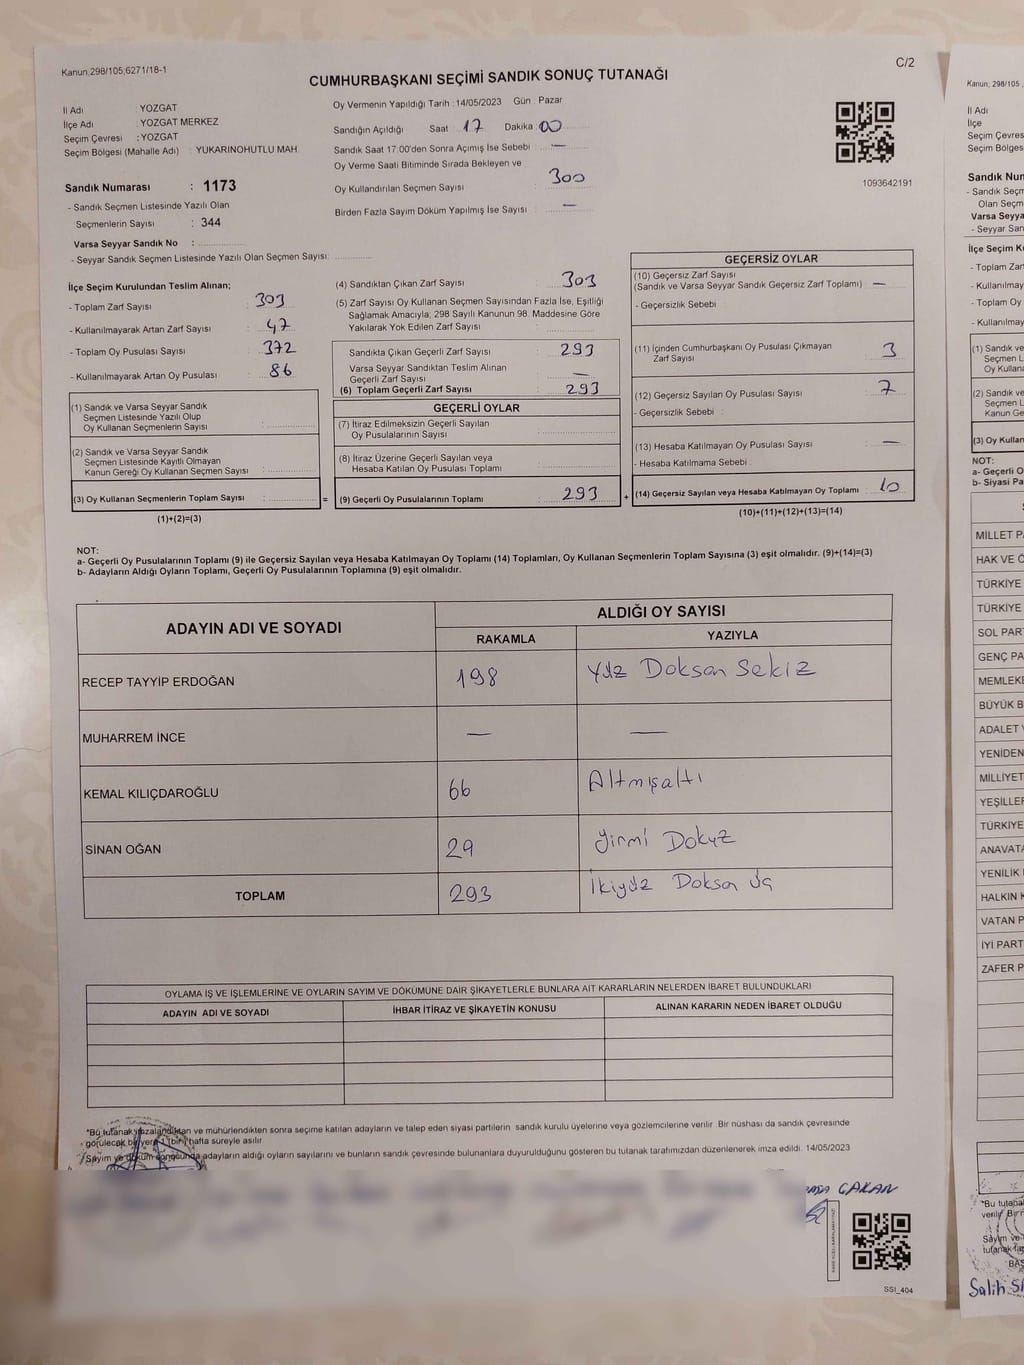 Kanun;298/105;6271/18-1
C/2
CUMHURBAŞKANI SEÇİMİ SANDIK SONUÇ TUTANAĞI
İl Adı : YOZGAT
İlçe Adı : YOZGAT MERKEZ
Seçim Çevresi : YOZGAT
Seçim Bölgesi (Mahalle Adı) : YUKARINOHUTLU MAH.
Sandık Numarası : 1173
- Sandık Seçmen Listesinde Yazılı Olan
Seçmenlerin Sayısı : 344
Varsa Seyyar Sandık No :
- Seyyar Sandık Seçmen Listesinde Yazılı Olan Seçmen Sayısı:
Oy Vermenin Yapıldığı Tarih : 14/05/2023 Gün : Pazar
Sandığın Açıldığı Saat : 17 Dakika : 00
Sandık Saat 17.00'den Sonra Açımış İse Sebebi : —
Oy Verme Saati Bitiminde Sırada Bekleyen ve
Oy Kullandırılan Seçmen Sayısı : 300
Birden Fazla Sayım Döküm Yapılmış İse Sayısı : —
1093642191
İlçe Seçim Kurulundan Teslim Alınan;
- Toplam Zarf Sayısı : 303
- Kullanılmayarak Artan Zarf Sayısı : 47
- Toplam Oy Pusulası Sayısı : 372
- Kullanılmayarak Artan Oy Pusulası : 86
(1) Sandık ve Varsa Seyyar Sandık
Seçmen Listesinde Yazılı Olup
Oy Kullanan Seçmenlerin Sayısı :
(2) Sandık ve Varsa Seyyar Sandık
Seçmen Listesinde Kayıtlı Olmayan
Kanun Gereği Oy Kullanan Seçmen Sayısı :
(3) Oy Kullanan Seçmenlerin Toplam Sayısı :
(1)+(2)=(3)
(4) Sandıktan Çıkan Zarf Sayısı : 303
(5) Zarf Sayısı Oy Kullanan Seçmen Sayısından Fazla İse, Eşitliği
Sağlamak Amacıyla; 298 Sayılı Kanunun 98. Maddesine Göre
Yakılarak Yok Edilen Zarf Sayısı :
Sandıkta Çıkan Geçerli Zarf Sayısı : 293
Varsa Seyyar Sandıktan Teslim Alınan
Geçerli Zarf Sayısı : —
(6) Toplam Geçerli Zarf Sayısı : 293
GEÇERLİ OYLAR
(7) İtiraz Edilmeksizin Geçerli Sayılan
Oy Pusulalarının Sayısı :
(8) İtiraz Üzerine Geçerli Sayılan veya
Hesaba Katılan Oy Pusulası Toplamı :
= (9) Geçerli Oy Pusulalarının Toplamı : 293 +
GEÇERSİZ OYLAR
(10) Geçersiz Zarf Sayısı
(Sandık ve Varsa Seyyar Sandık Geçersiz Zarf Toplamı) : —
- Geçersizlik Sebebi :
(11) İçinden Cumhurbaşkanı Oy Pusulası Çıkmayan
Zarf Sayısı : 3
(12) Geçersiz Sayılan Oy Pusulası Sayısı : 7
- Geçersizlik Sebebi :
(13) Hesaba Katılmayan Oy Pusulası Sayısı : —
- Hesaba Katılmama Sebebi :
(14) Geçersiz Sayılan veya Hesaba Katılmayan Oy Toplamı : 10
(10)+(11)+(12)+(13)=(14)
NOT:
a- Geçerli Oy Pusulalarının Toplamı (9) ile Geçersiz Sayılan veya Hesaba Katılmayan Oy Toplamı (14) Toplamları, Oy Kullanan Seçmenlerin Toplam Sayısına (3) eşit olmalıdır. (9)+(14)=(3)
b- Adayların Aldığı Oyların Toplamı, Geçerli Oy Pusulalarının Toplamına (9) eşit olmalıdır.
ADAYIN ADI VE SOYADI
ALDIĞI OY SAYISI
RAKAMLA YAZIYLA
RECEP TAYYİP ERDOĞAN 198 Yüz Doksan Sekiz
MUHARREM İNCE — —
KEMAL KILIÇDAROĞLU 66 Altmışaltı
SİNAN OĞAN 29 Yirmi Dokuz
TOPLAM 293 İkiyüz Doksan üç
OYLAMA İŞ VE İŞLEMLERİNE VE OYLARIN SAYIM VE DÖKÜMÜNE DAİR ŞİKAYETLERLE BUNLARA AİT KARARLARIN NELERDEN İBARET BULUNDUKLARI
ADAYIN ADI VE SOYADI İHBAR İTİRAZ VE ŞİKAYETİN KONUSU ALINAN KARARIN NEDEN İBARET OLDUĞU
*Bu tutanak imzalandıktan ve mühürlendikten sonra seçime katılan adayların ve talep eden siyasi partilerin sandık kurulu üyelerine veya gözlemcilerine verilir. Bir nüshası da sandık çevresinde
görülecek bir yere 1 (bir) hafta süreyle asılır.
Sayım ve döküm sonucunda adayların aldığı oyların sayılarını ve bunların sandık çevresinde bulunanlara duyurulduğunu gösteren bu tutanak tarafımızdan düzenlenerek imza edildi. 14/05/2023
SSI_404
Kanun; 298/105
İl Adı
İlçe
Seçim Çevres
Seçim Bölges
Sandık Num
- Sandık Seçm
Olan Seçm
Varsa Seyya
- Seyyar San
İlçe Seçim K
- Toplam Zar
- Kullanılmay
- Toplam Oy
- Kullanılmay
(1) Sandık ve
Seçmen L
Oy Kullan
(2) Sandık ve
Seçmen L
Kanun Ge
(3) Oy Kullan
NOT:
a- Geçerli O
b- Siyasi Pa
MİLLET P
HAK VE Ö
TÜRKİYE
TÜRKİYE
SOL PAR
GENÇ PA
MEMLEK
BÜYÜK B
ADALET V
YENİDEN
MİLLİYET
YEŞİLLER
TÜRKİYE
ANAVATA
YENİLİK
HALKIN K
VATAN P
İYİ PART
ZAFER P
*Bu tutana
verilir. Bir n
Sayım ve
tutanak tar
BAŞ
Salih